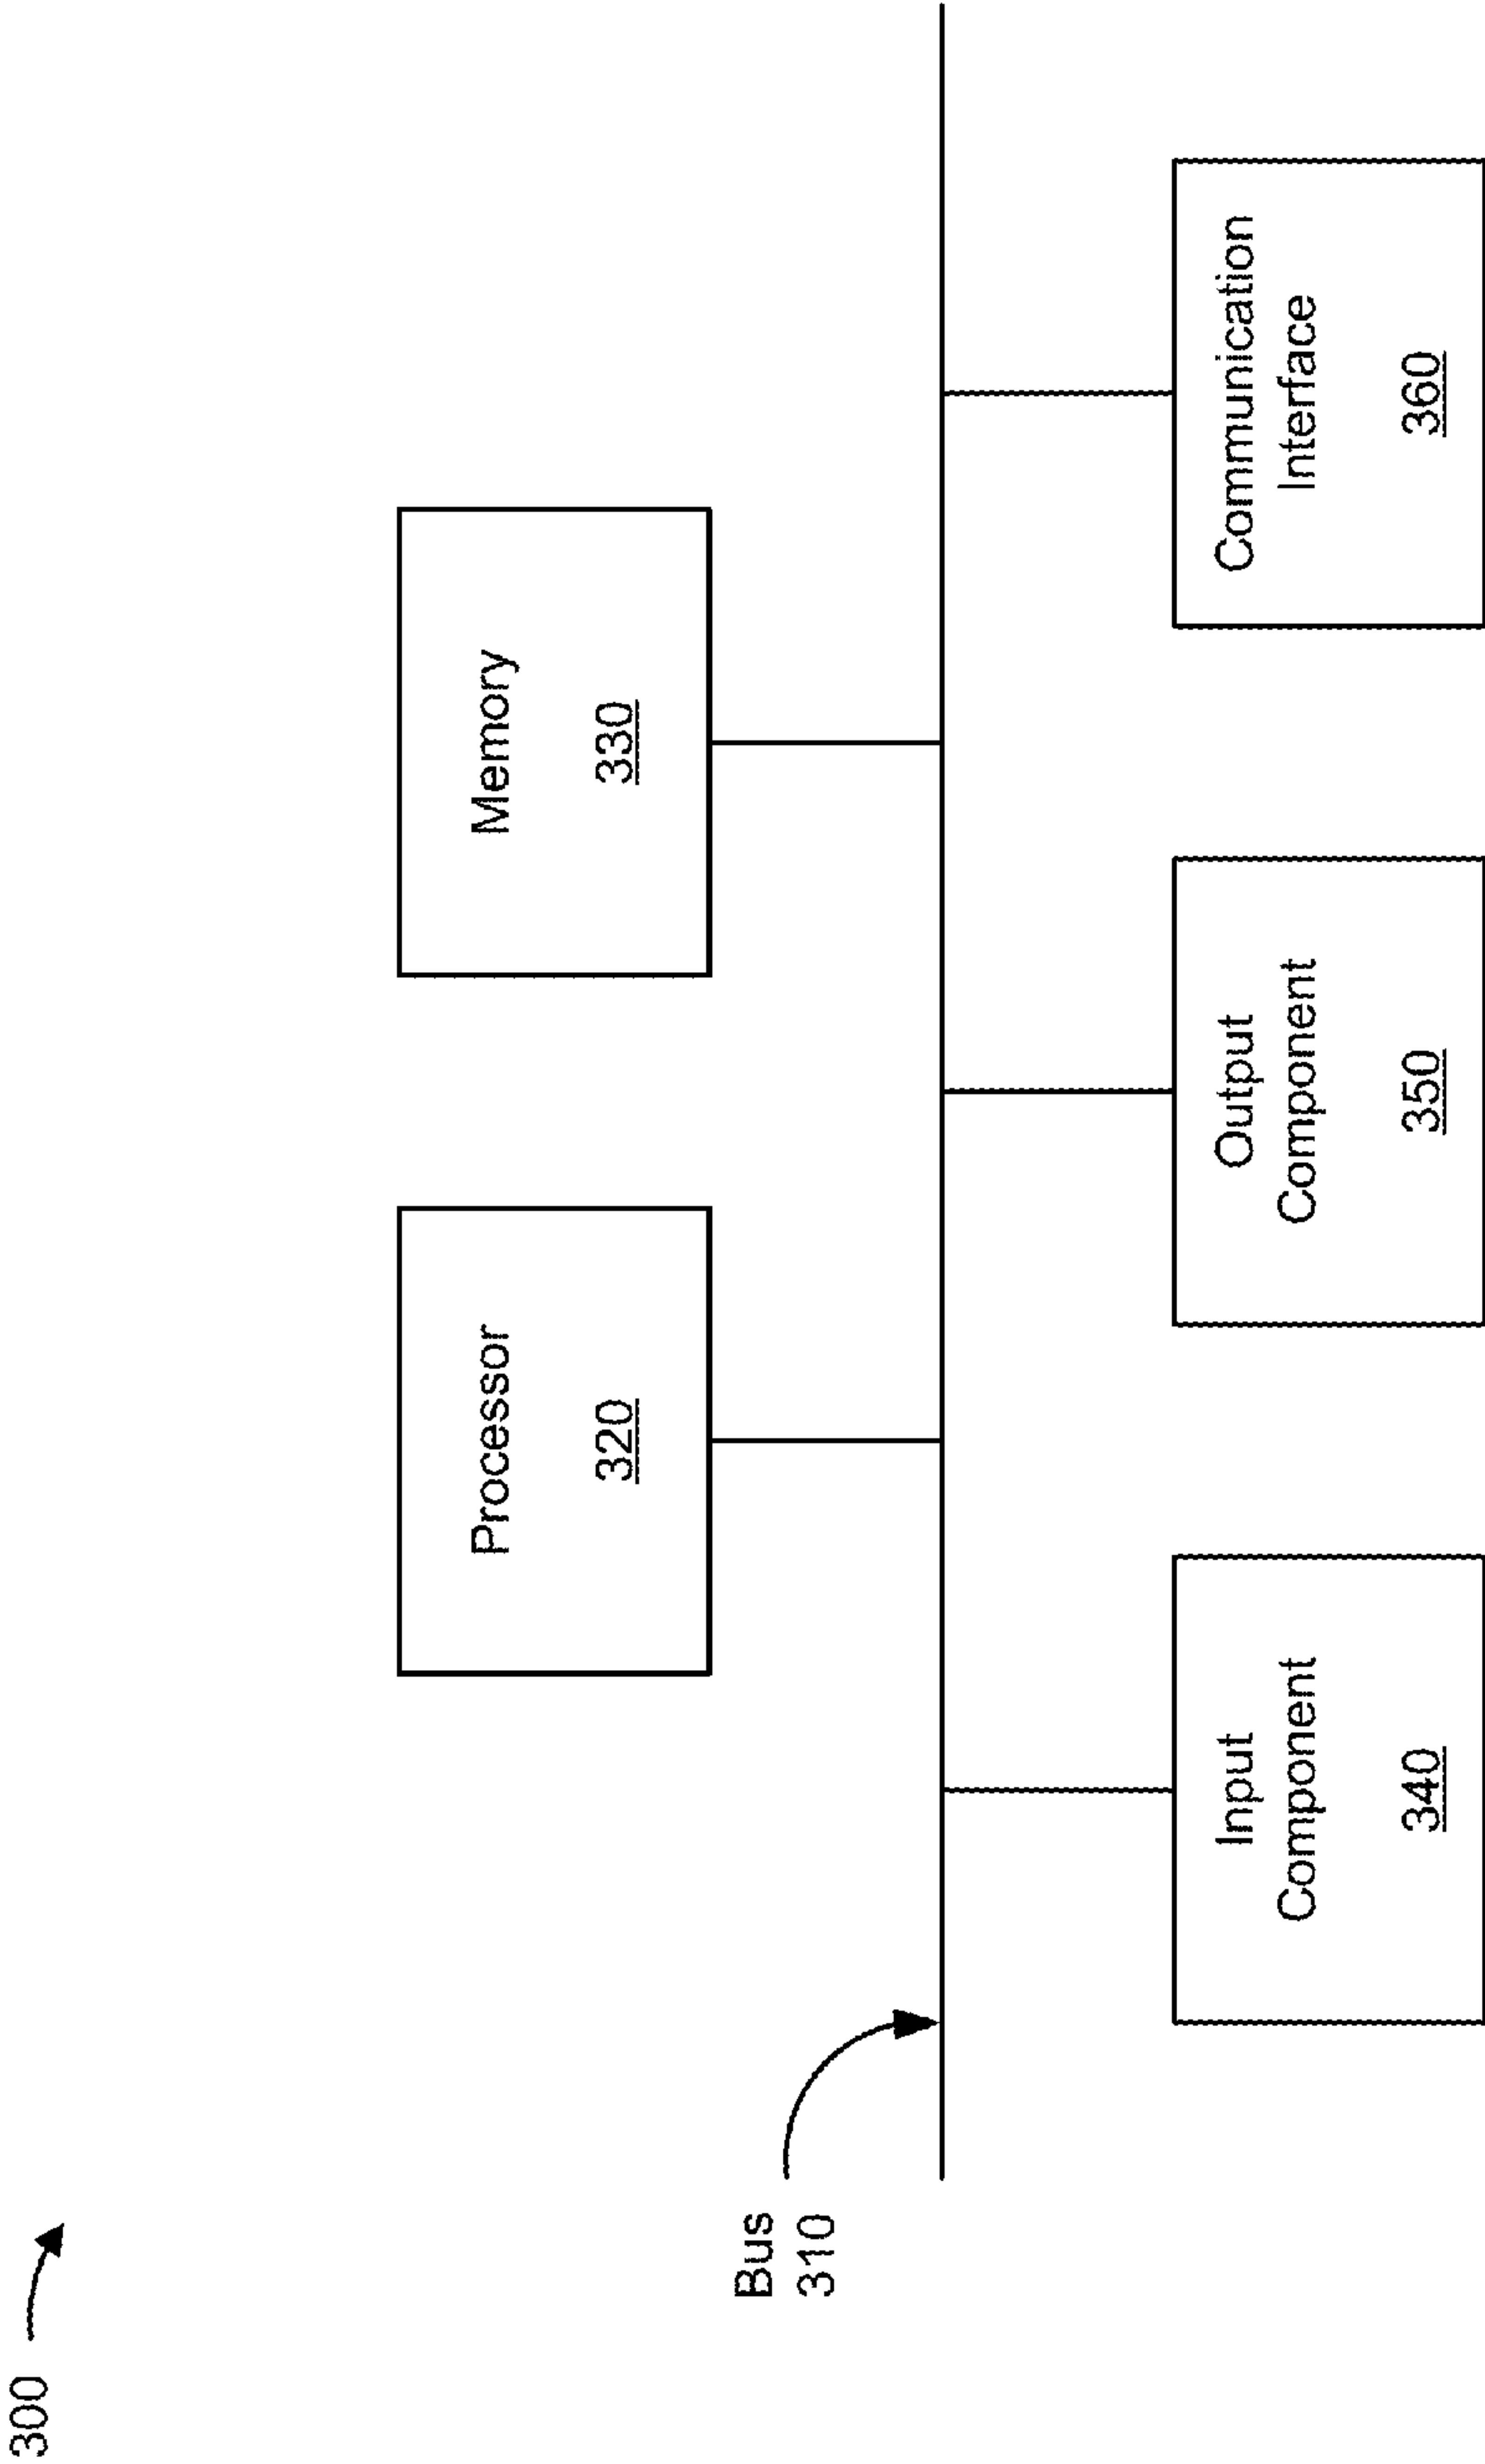 300
Processor
320
Memory
330
Bus
310
Input
Component
340
Output
Component
350
Communication
Interface
360